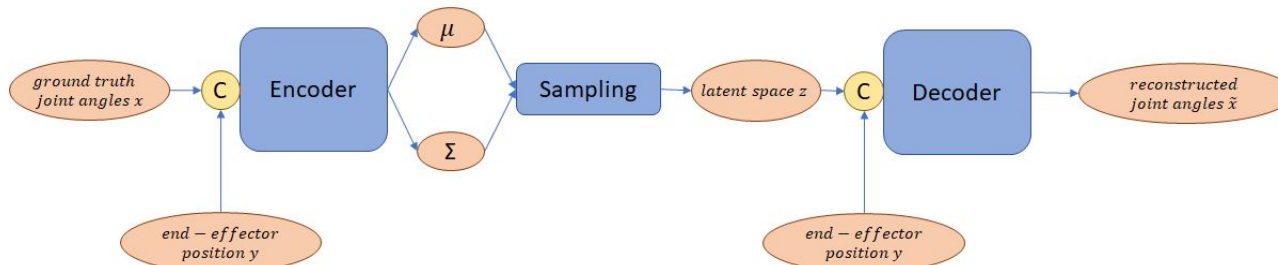 ground truth
joint angles x
C
Encoder
μ
Σ
Sampling
latent space z
C
Decoder
reconstructed
joint angles x̃
end − effector
position y
end − effector
position y